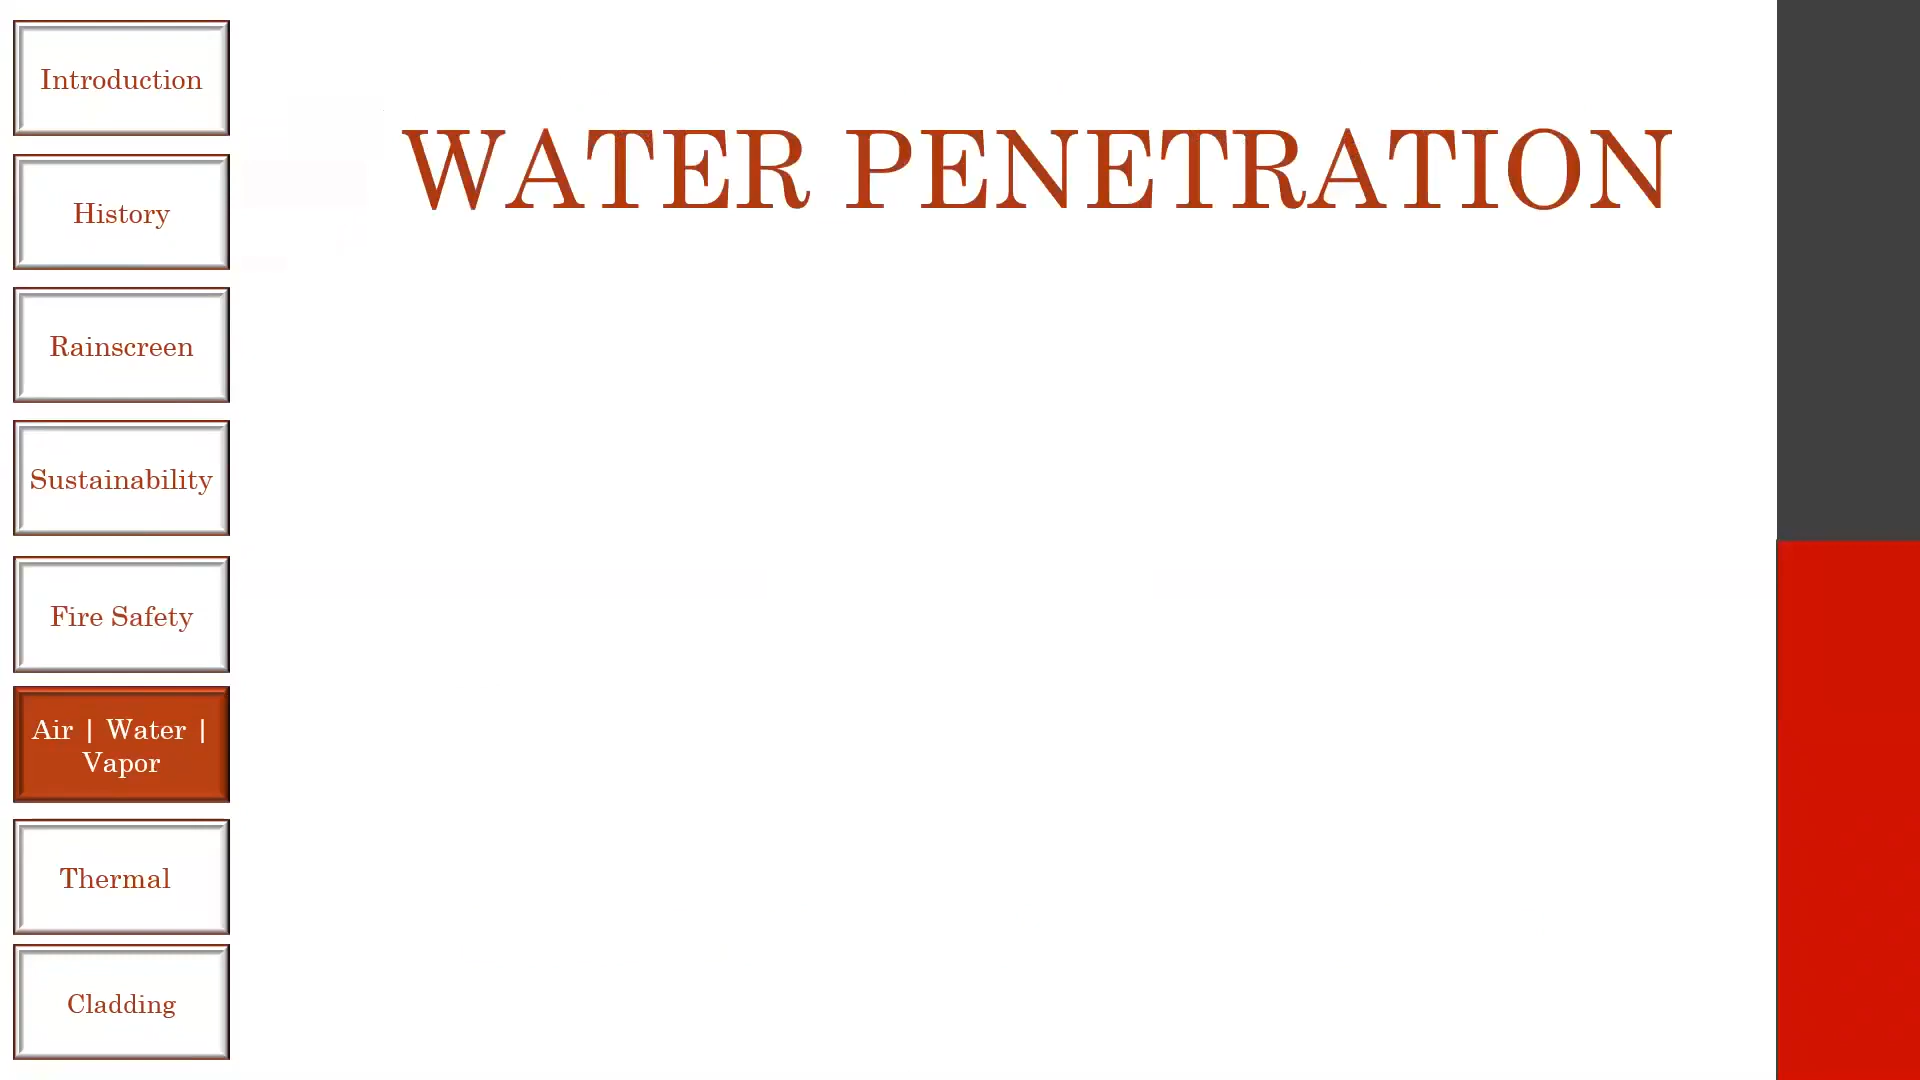 Introduction
History
Rainscreen
Sustainability
Fire Safety
Air | Water |
Vapor
Thermal
Cladding
WATER PENETRATION